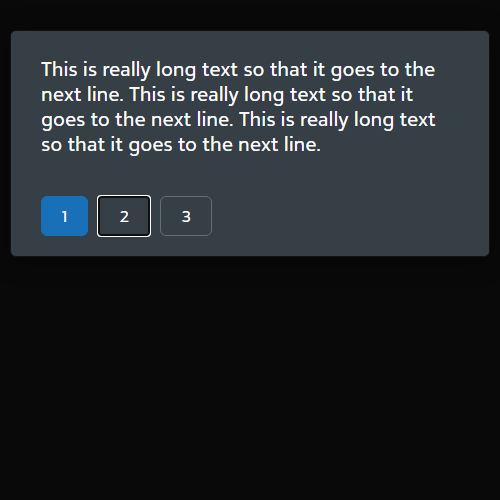 This is really long text so that it goes to the
next line. This is really long text so that it
goes to the next line. This is really long text
so that it goes to the next line.
1 2 3